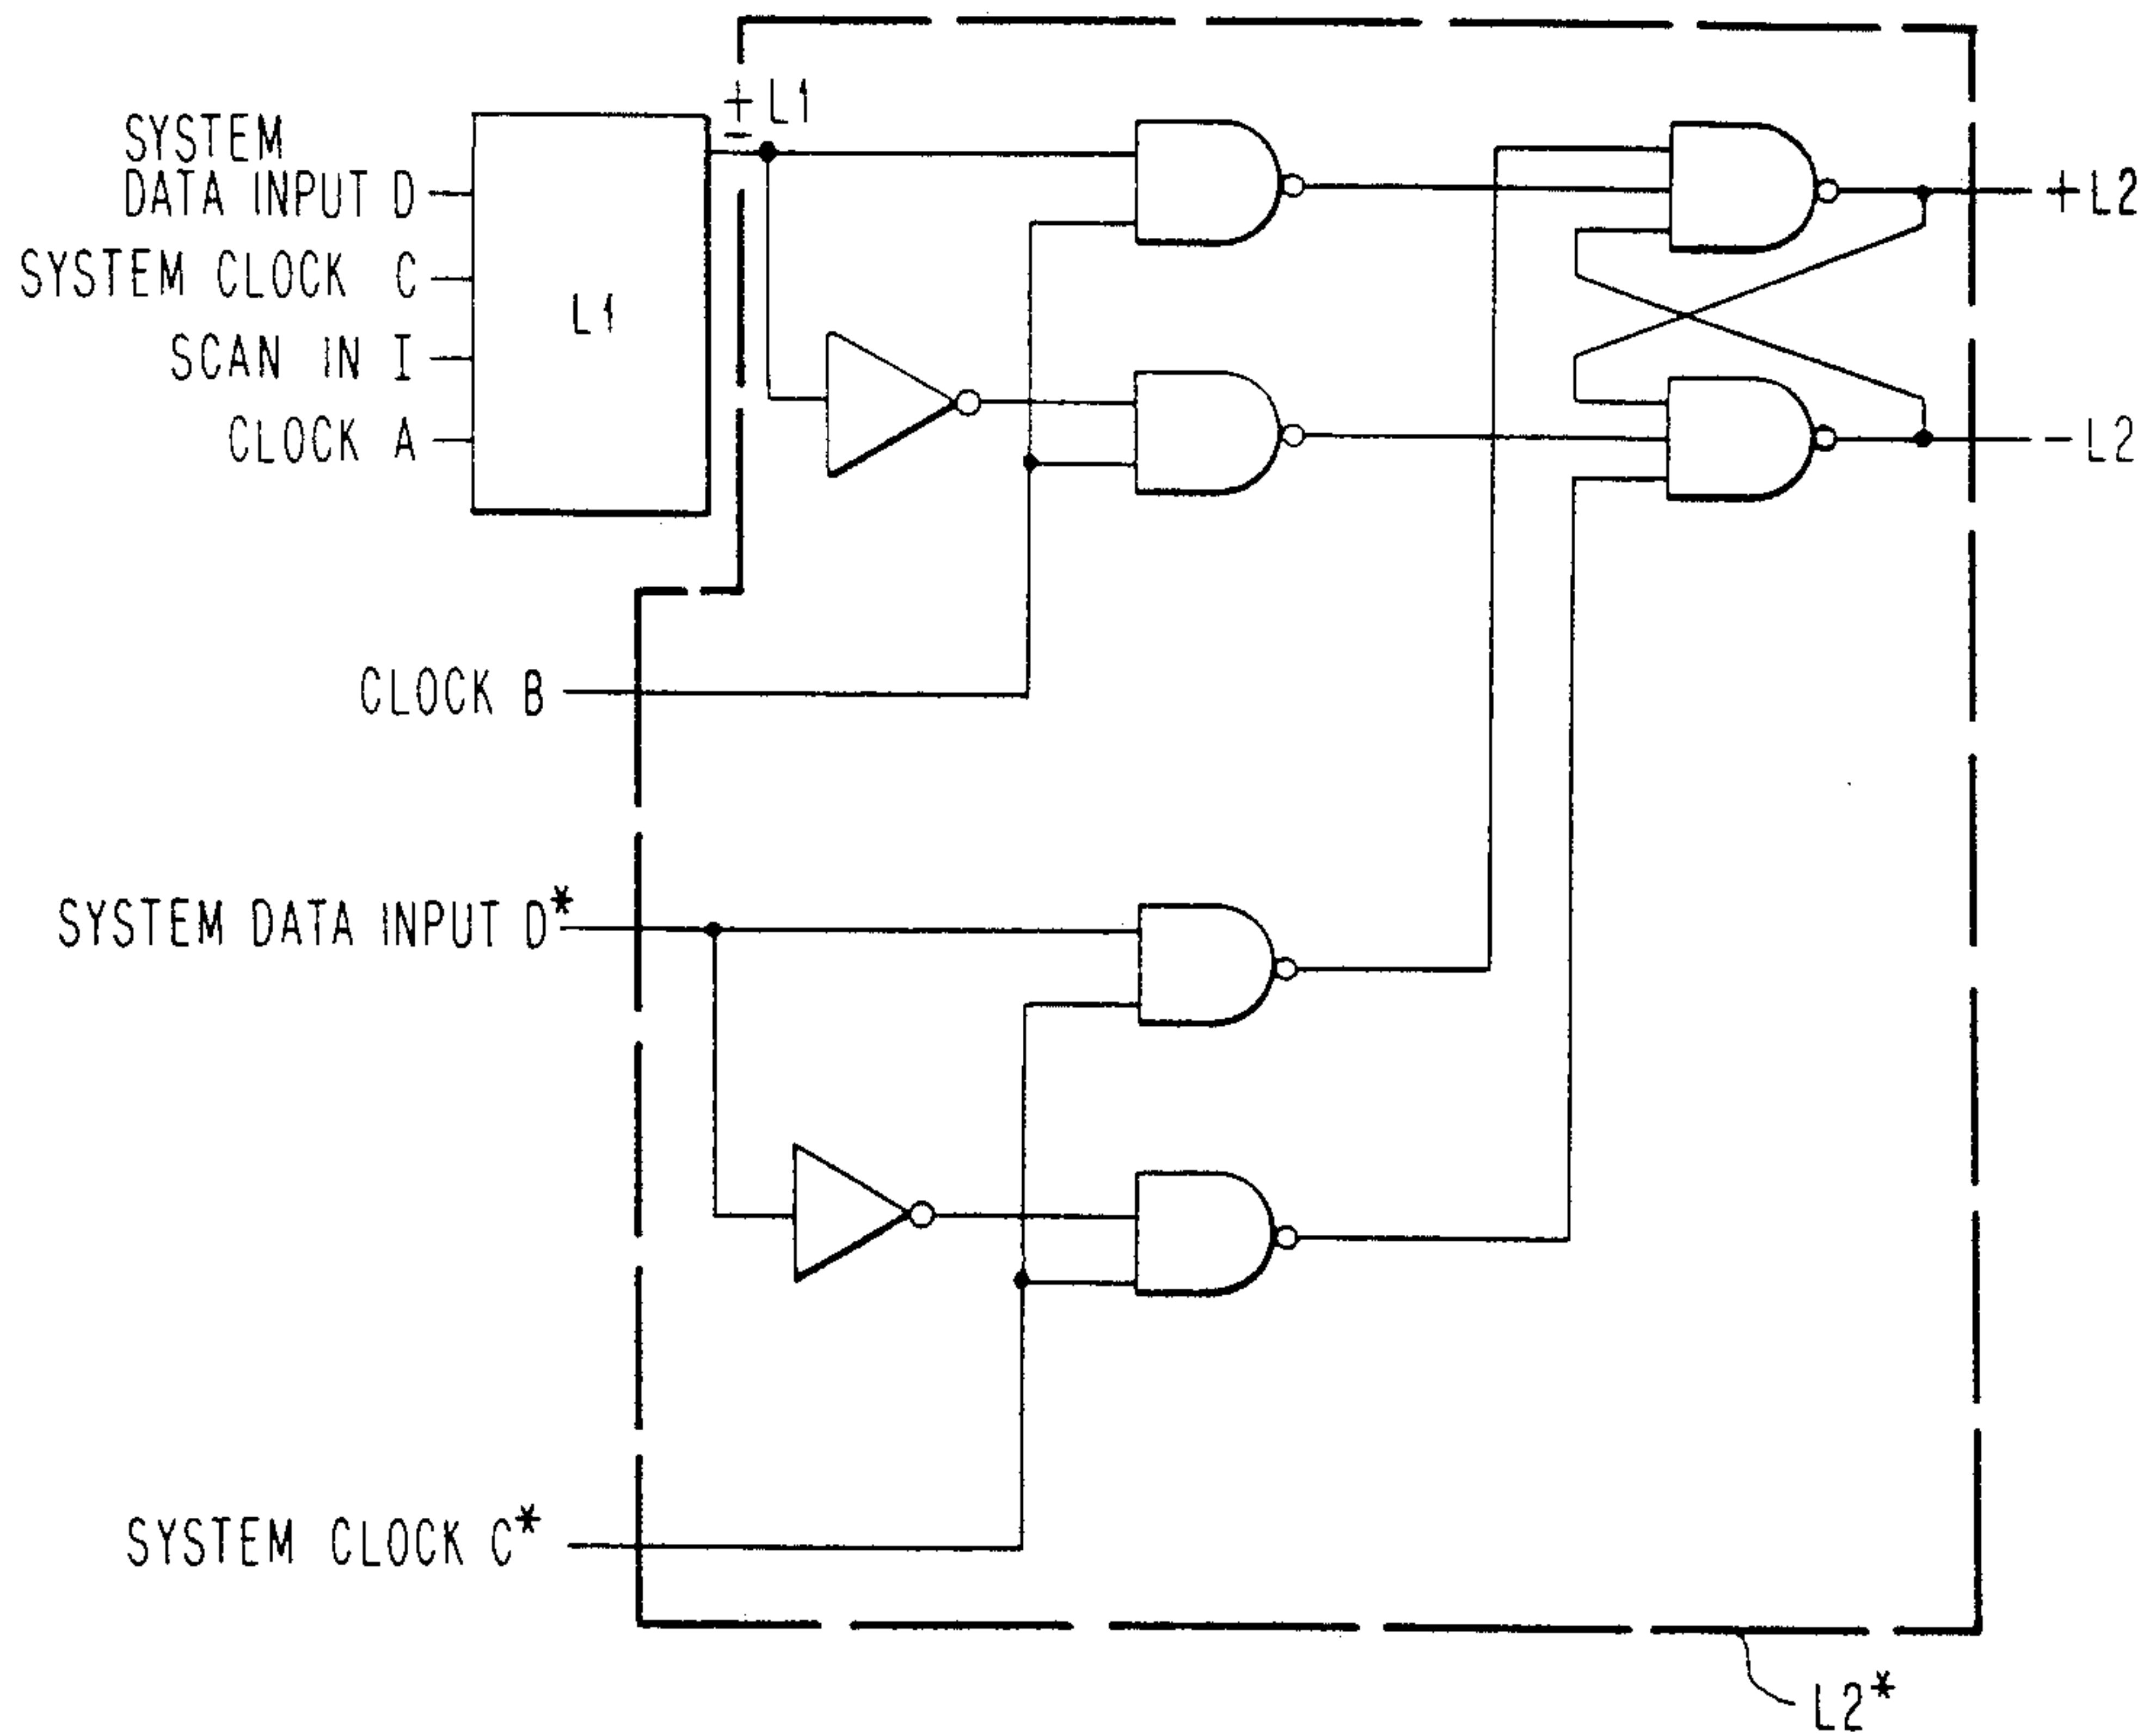 ± L1
SYSTEM
DATA INPUT D
SYSTEM CLOCK C
SCAN IN I
CLOCK A
L1
+L2
-L2
CLOCK B
SYSTEM DATA INPUT D*
SYSTEM CLOCK C*
L2*